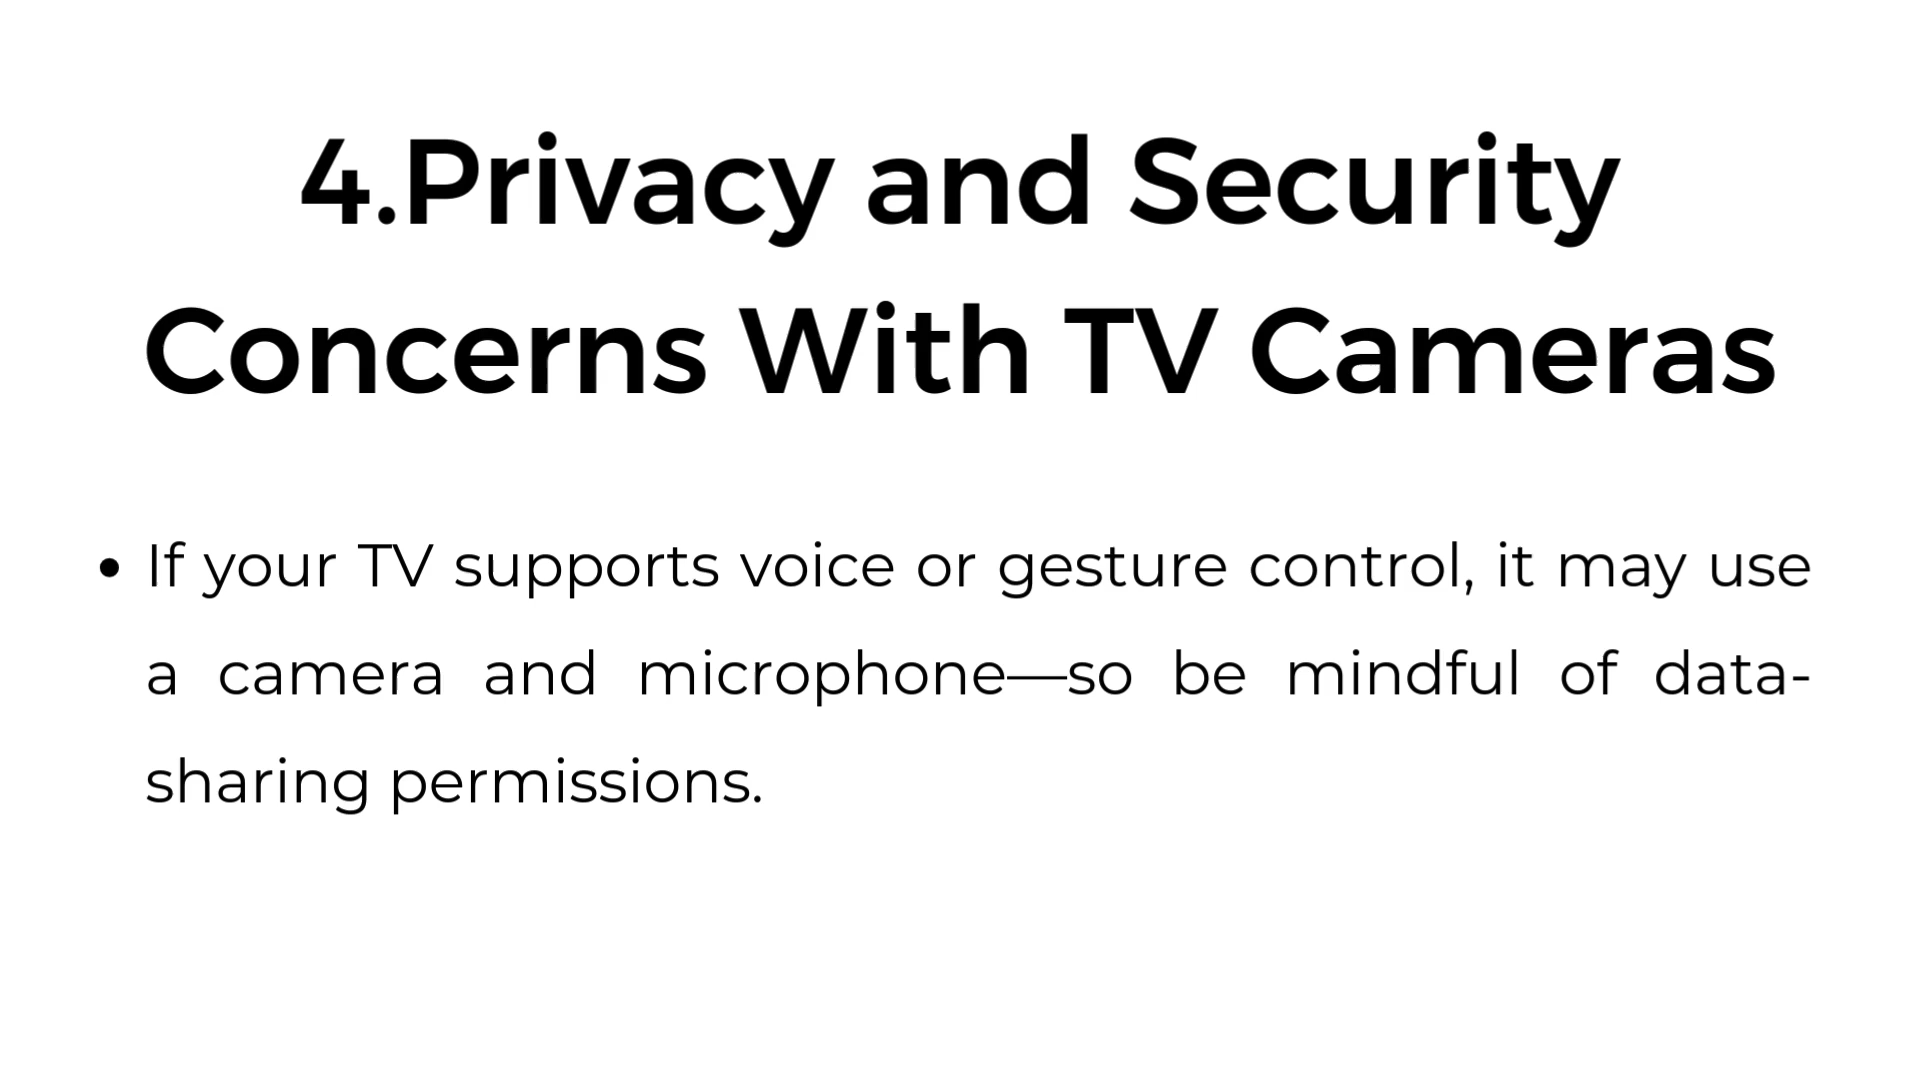 4.Privacy and Security
Concerns With TV Cameras
• If your TV supports voice or gesture control, it may use
a camera and microphone—so be mindful of data-
sharing permissions.